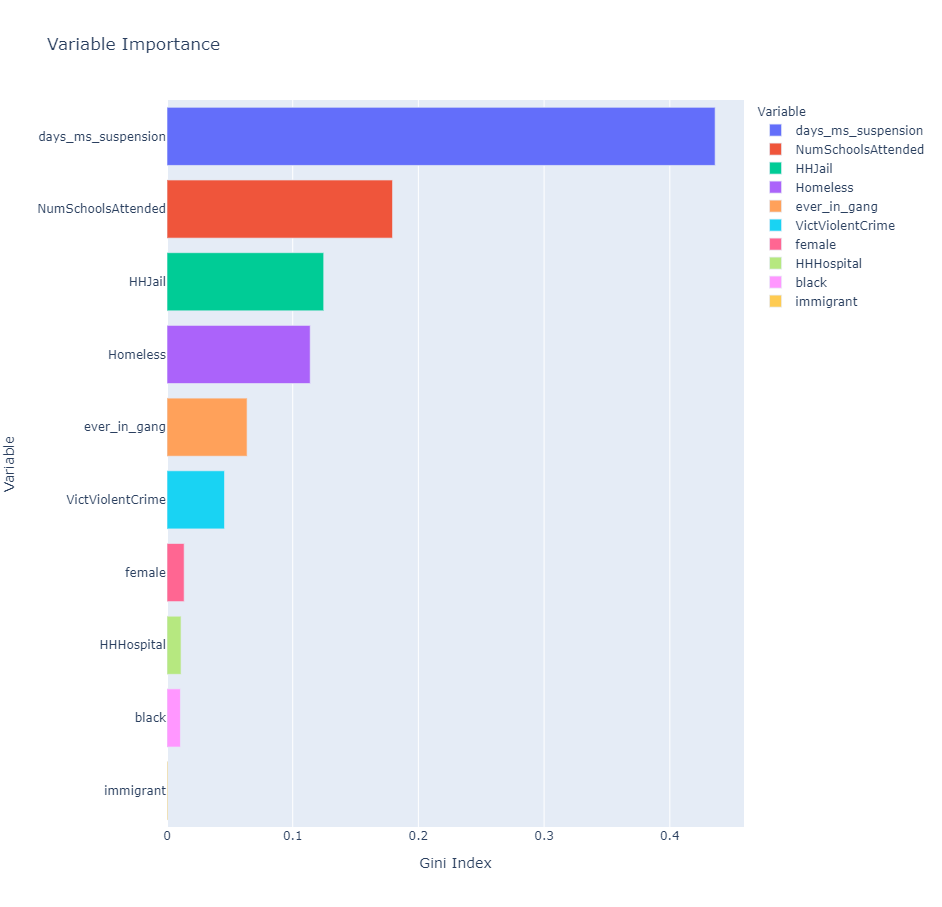 Variable Importance
days_ms_suspension
NumSchoolsAttended
HHJail
Homeless
ever_in_gang
VictViolentCrime
female
HHHospital
black
immigrant
Variable
0 0.1 0.2 0.3 0.4
Gini Index
Variable
days_ms_suspension
NumSchoolsAttended
HHJail
Homeless
ever_in_gang
VictViolentCrime
female
HHHospital
black
immigrant